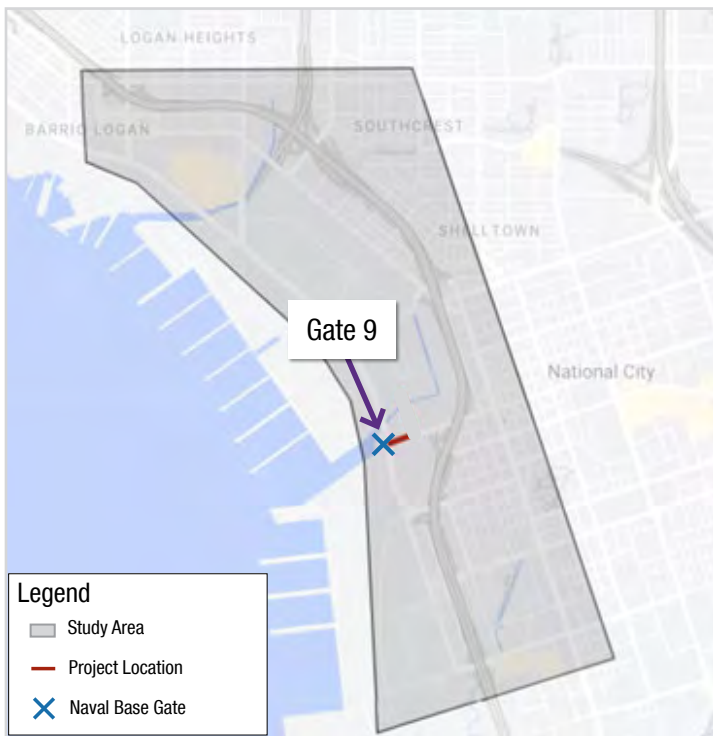 LOGAN HEIGHTS
BARRIO LOGAN
SOUTHCREST
SHELLTOWN
Gate 9
National City
Legend
Study Area
Project Location
Naval Base Gate